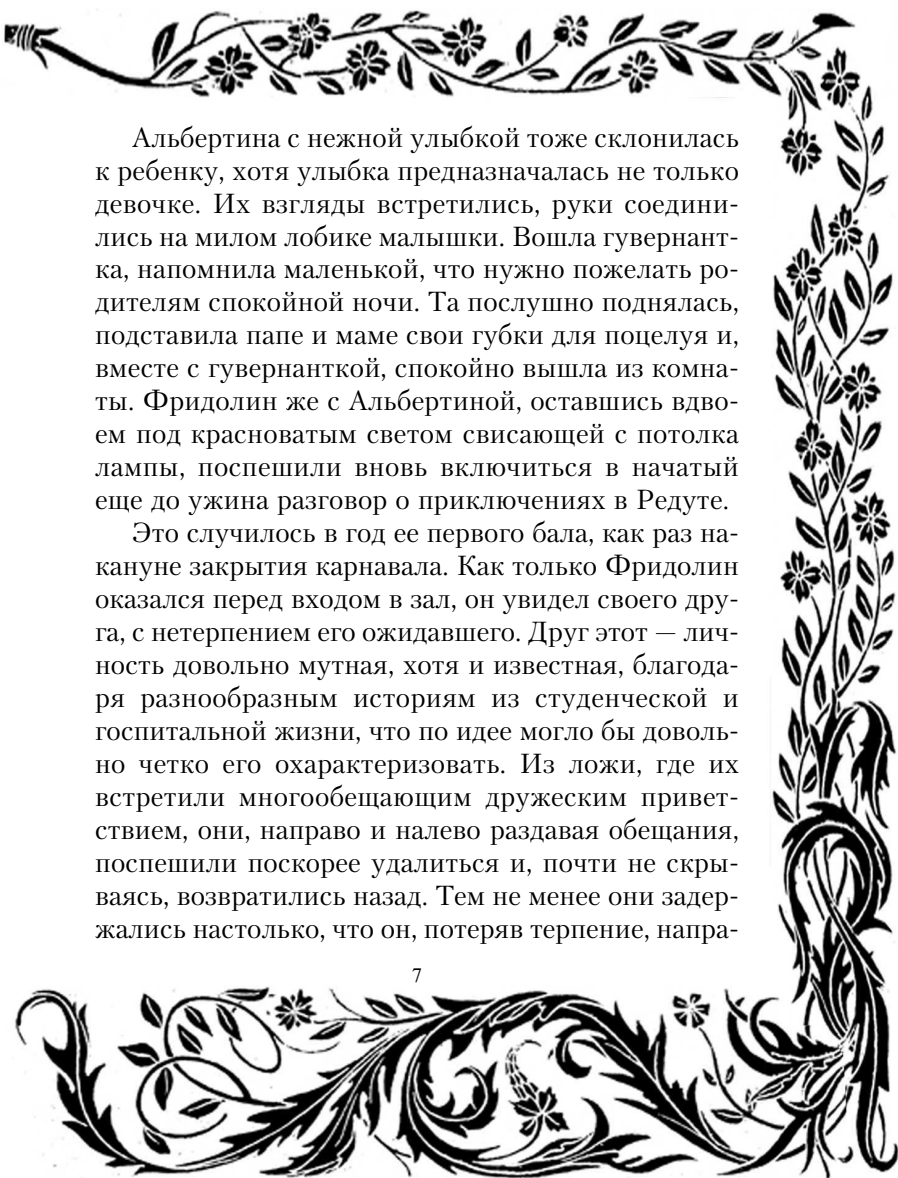 Альбертина с нежной улыбкой тоже склонилась
к ребенку, хотя улыбка предназначалась не только
девочке. Их взгляды встретились, руки соедини-
лись на милом лобике малышки. Вошла гувернант-
ка, напомнила маленькой, что нужно пожелать ро-
дителям спокойной ночи. Та послушно поднялась,
подставила папе и маме свои губки для поцелуя и,
вместе с гувернанткой, спокойно вышла из комна-
ты. Фридолин же с Альбертиной, оставшись вдво-
ем под красноватым светом свисающей с потолка
лампы, поспешили вновь включиться в начатый
еще до ужина разговор о приключениях в Редуте.
Это случилось в год ее первого бала, как раз на-
кануне закрытия карнавала. Как только Фридолин
оказался перед входом в зал, он увидел своего дру-
га, с нетерпением его ожидавшего. Друг этот — лич-
ность довольно мутная, хотя и известная, благода-
ря разнообразным историям из студенческой и
госпитальной жизни, что по идее могло бы доволь-
но четко его охарактеризовать. Из ложи, где их
встретили многообещающим дружеским привет-
ствием, они, направо и налево раздавая обещания,
поспешили поскорее удалиться и, почти не скры-
ваясь, возвратились назад. Тем не менее они задер-
жались настолько, что он, потеряв терпение, напра-
7